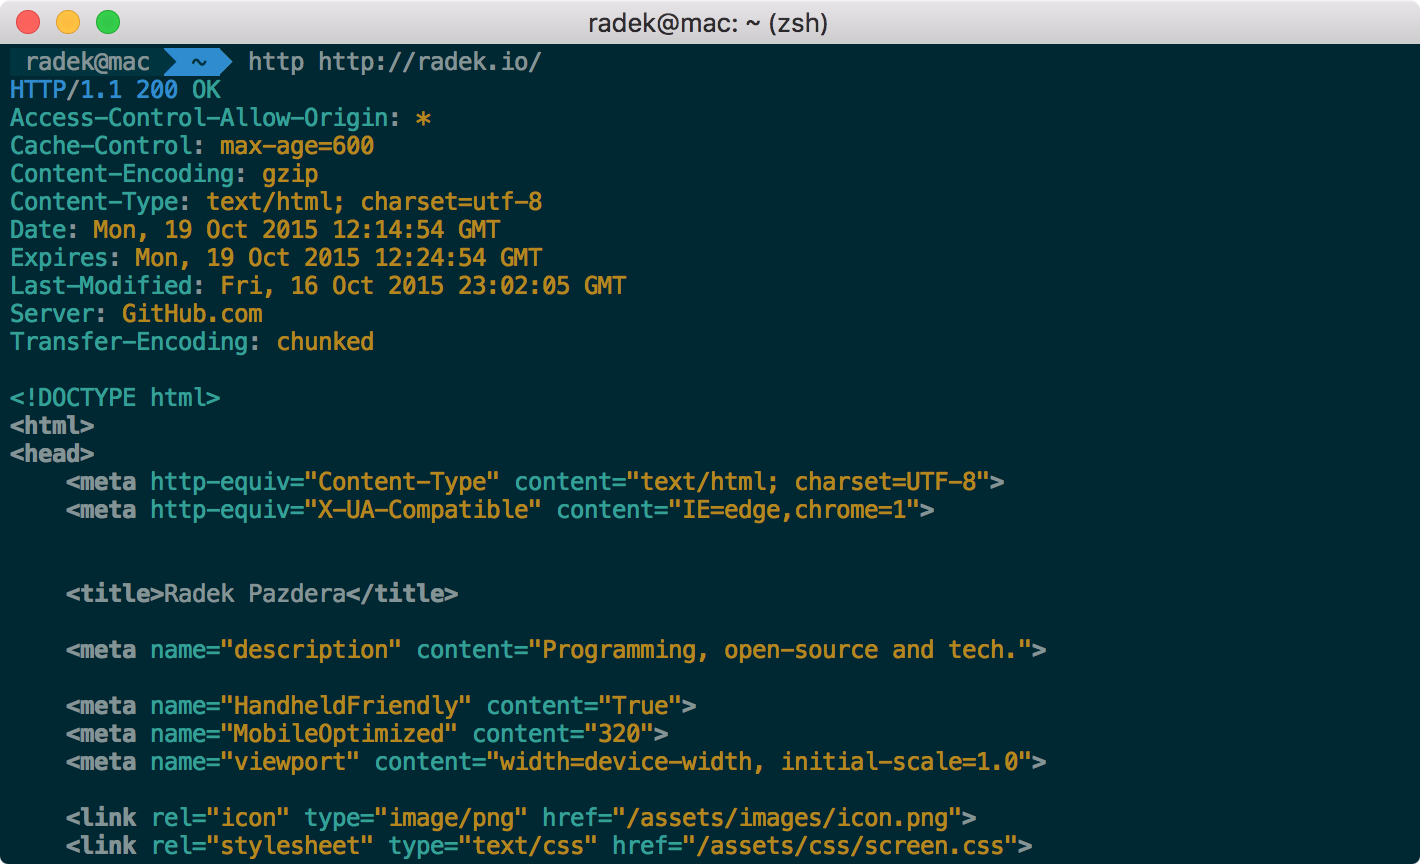 radek@mac: ~ (zsh)
radek@mac ~ http http://radek.io/
HTTP/1.1 200 OK
Access-Control-Allow-Origin: *
Cache-Control: max-age=600
Content-Encoding: gzip
Content-Type: text/html; charset=utf-8
Date: Mon, 19 Oct 2015 12:14:54 GMT
Expires: Mon, 19 Oct 2015 12:24:54 GMT
Last-Modified: Fri, 16 Oct 2015 23:02:05 GMT
Server: GitHub.com
Transfer-Encoding: chunked
<!DOCTYPE html>
<html>
<head>
<meta http-equiv="Content-Type" content="text/html; charset=UTF-8">
<meta http-equiv="X-UA-Compatible" content="IE=edge,chrome=1">
<title>Radek Pazdera</title>
<meta name="description" content="Programming, open-source and tech.">
<meta name="HandheldFriendly" content="True">
<meta name="MobileOptimized" content="320">
<meta name="viewport" content="width=device-width, initial-scale=1.0">
<link rel="icon" type="image/png" href="/assets/images/icon.png">
<link rel="stylesheet" type="text/css" href="/assets/css/screen.css">